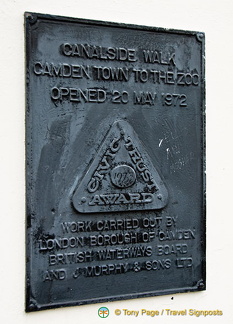 CANALSIDE WALK
CAMDEN TOWN TO THE ZOO
OPENED 20 MAY 1972
CIVIC TRUST
AWARD
WORK CARRIED OUT BY
LONDON BOROUGH OF CAMDEN
BRITISH WATERWAYS BOARD
AND J MURPHY & SONS LTD
© Tony Page / Travel Signposts